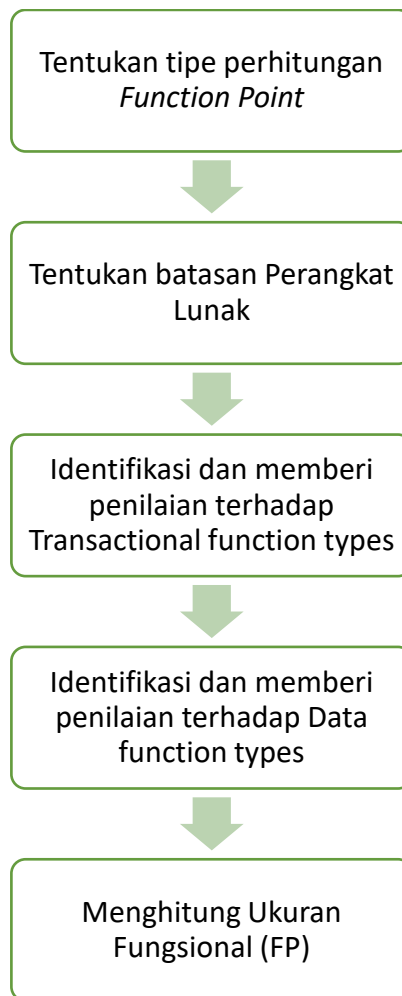 Tentukan tipe perhitungan
Function Point
Tentukan batasan Perangkat
Lunak
Identifikasi dan memberi
penilaian terhadap
Transactional function types
Identifikasi dan memberi
penilaian terhadap Data
function types
Menghitung Ukuran
Fungsional (FP)